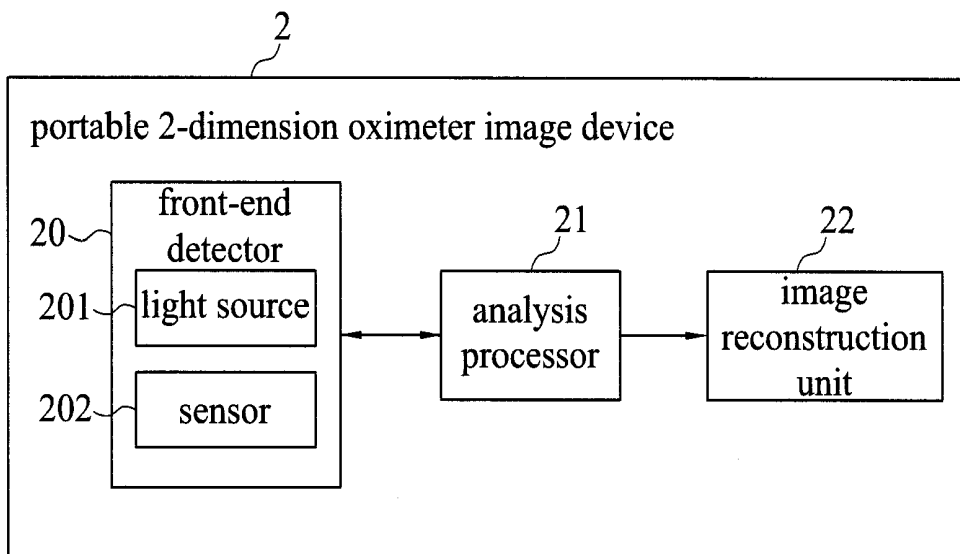 2
portable 2-dimension oximeter image device
front-end
detector
20
201
light source
202
sensor
21
analysis
processor
22
image
reconstruction
unit